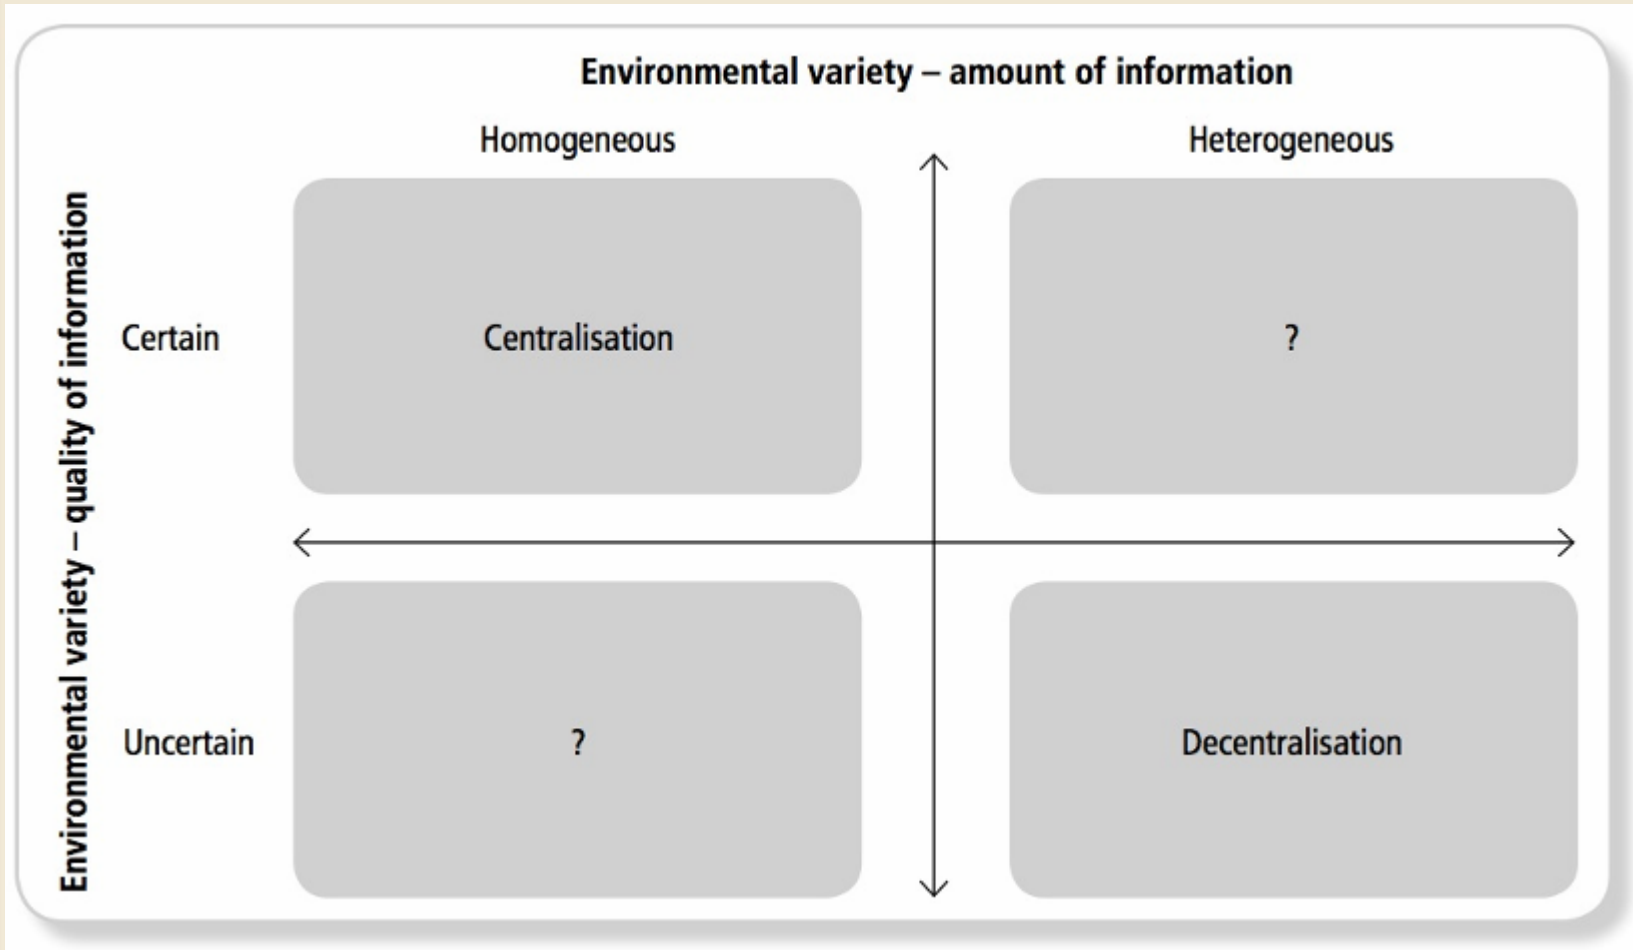 Environmental variety – amount of information
Homogeneous
Heterogeneous
Environmental variety – quality of information
Certain
Centralisation
?
Uncertain
?
Decentralisation